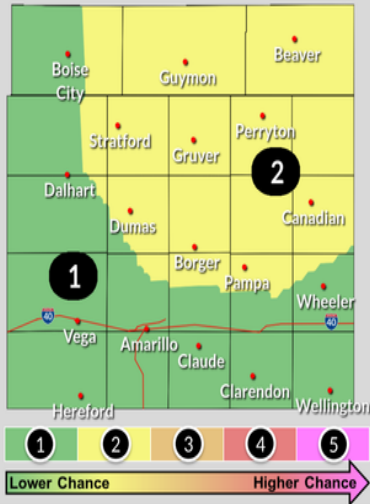 Beaver
Boise
City
Guymon
Perryton
Stratford
Gruver
2
Dalhart
Canadian
Dumas
Borger
Pampa
1
Wheeler
40
40
Vega
Amarillo
Claude
Clarendon
Hereford
Wellington
1 2 3 4 5
Lower Chance Higher Chance